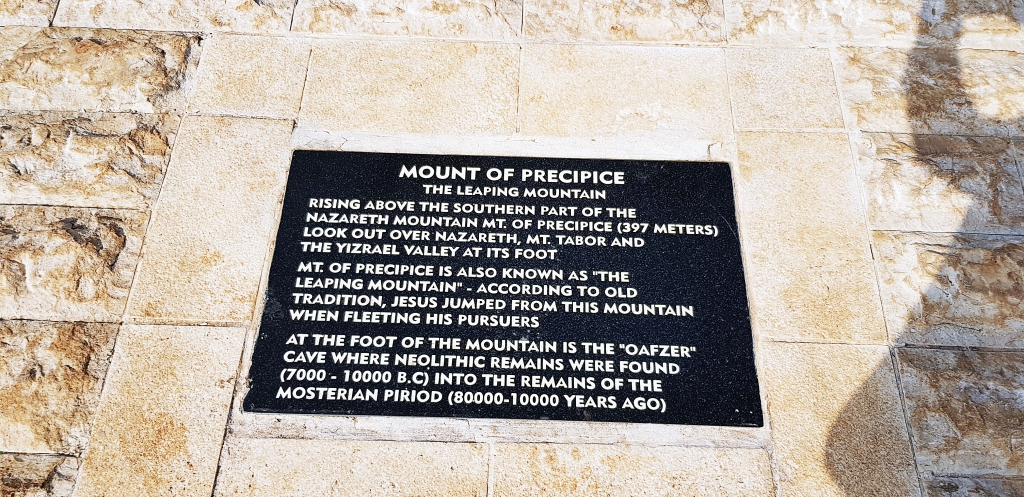 MOUNT OF PRECIPICE
THE LEAPING MOUNTAIN
RISING ABOVE THE SOUTHERN PART OF THE
NAZARETH MOUNTAIN MT. OF PRECIPICE (397 METERS)
LOOK OUT OVER NAZARETH, MT. TABOR AND
THE YIZRAEL VALLEY AT ITS FOOT
MT. OF PRECIPICE IS ALSO KNOWN AS "THE
LEAPING MOUNTAIN" - ACCORDING TO OLD
TRADITION, JESUS JUMPED FROM THIS MOUNTAIN
WHEN FLEETING HIS PURSUERS
AT THE FOOT OF THE MOUNTAIN IS THE "OAFZER"
CAVE WHERE NEOLITHIC REMAINS WERE FOUND
(7000 - 10000 B.C) INTO THE REMAINS OF THE
MOSTERIAN PIRIOD (80000-10000 YEARS AGO)